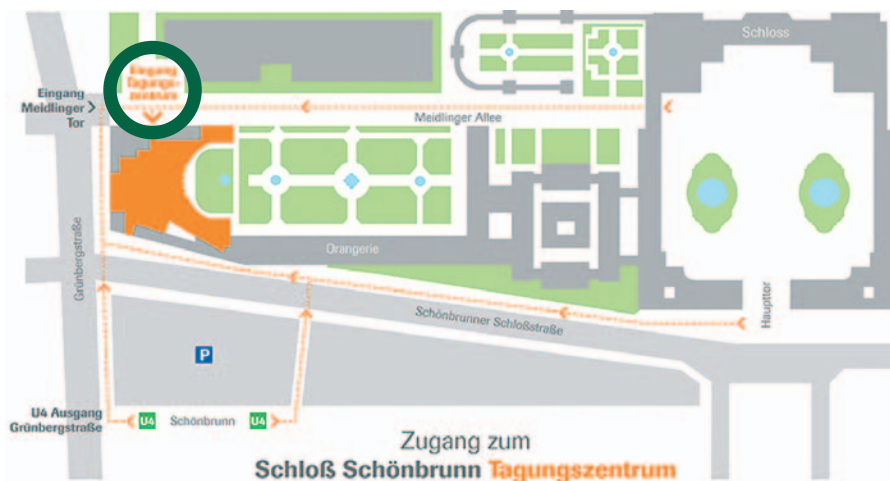 Schloss
Eingang
Tagungs-
zentrum
Eingang
Meidlinger
Tor
Meidlinger Allee
Orangerie
Grünbergstraße
Schönbrunner Schloßstraße
Haupttor
P
U4 Ausgang
Grünbergstraße
U4 Schönbrunn U4
Zugang zum
Schloß Schönbrunn Tagungszentrum